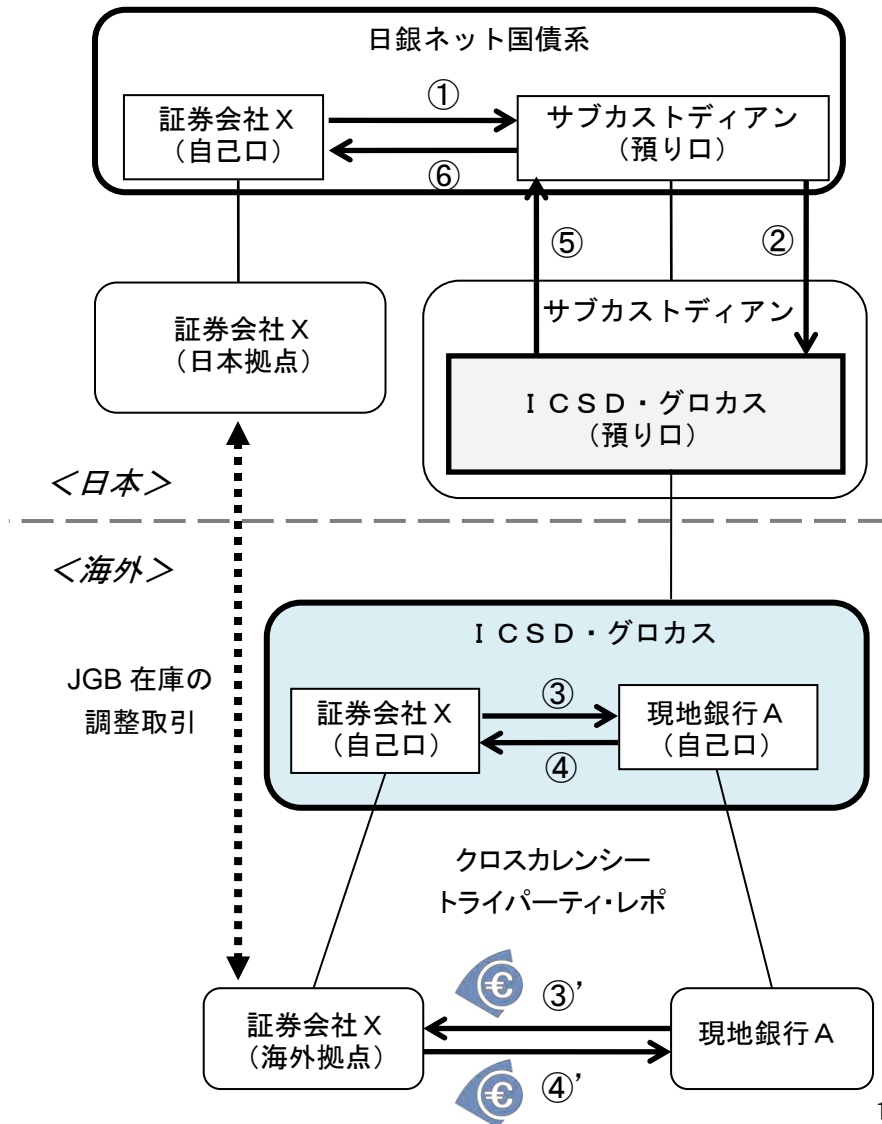 日銀ネット国債系
証券会社X
(自己口)
①
⑥
サブカストディアン
(預り口)
⑤
②
証券会社X
(日本拠点)
サブカストディアン
ICSD・グロカス
(預り口)
<日本>
<海外>
JGB 在庫の
調整取引
ICSD・グロカス
証券会社X
(自己口)
③
④
現地銀行A
(自己口)
クロスカレンシー
トライパーティ・レポ
€ ③’
証券会社X
(海外拠点)
現地銀行A
€ ④’
1